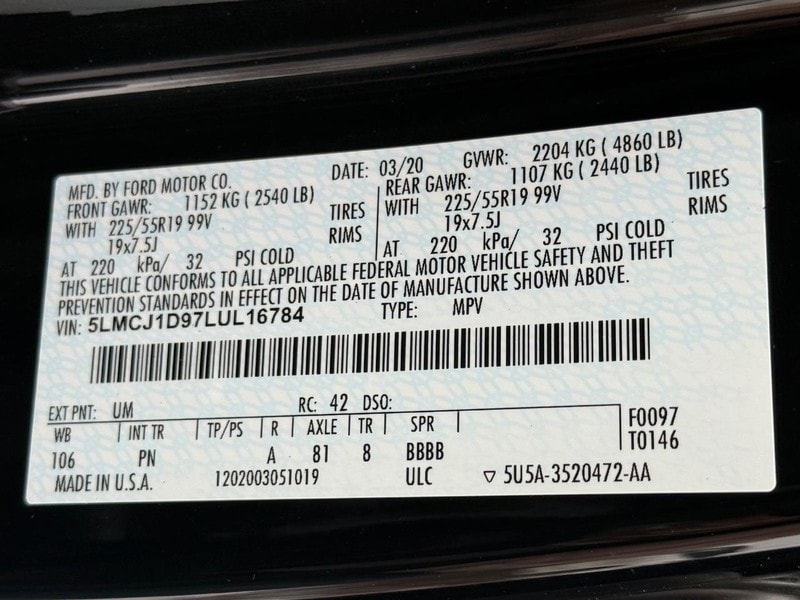 MFD. BY FORD MOTOR CO. DATE: 03/20 GVWR: 2204 KG ( 4860 LB)
FRONT GAWR: 1152 KG ( 2540 LB) REAR GAWR: 1107 KG ( 2440 LB)
WITH 225/55R19 99V TIRES WITH 225/55R19 99V TIRES
19x7.5J RIMS 19x7.5J RIMS
AT 220 kPa/ 32 PSI COLD AT 220 kPa/ 32 PSI COLD
THIS VEHICLE CONFORMS TO ALL APPLICABLE FEDERAL MOTOR VEHICLE SAFETY AND THEFT
PREVENTION STANDARDS IN EFFECT ON THE DATE OF MANUFACTURE SHOWN ABOVE.
VIN: 5LMCJ1D97LUL16784 TYPE: MPV
EXT PNT: UM RC: 42 DSO:
WB INT TR TP/PS R AXLE TR SPR F0097
106 PN A 81 8 BBBB T0146
MADE IN U.S.A. 1202003051019 ULC ▽ 5U5A-3520472-AA